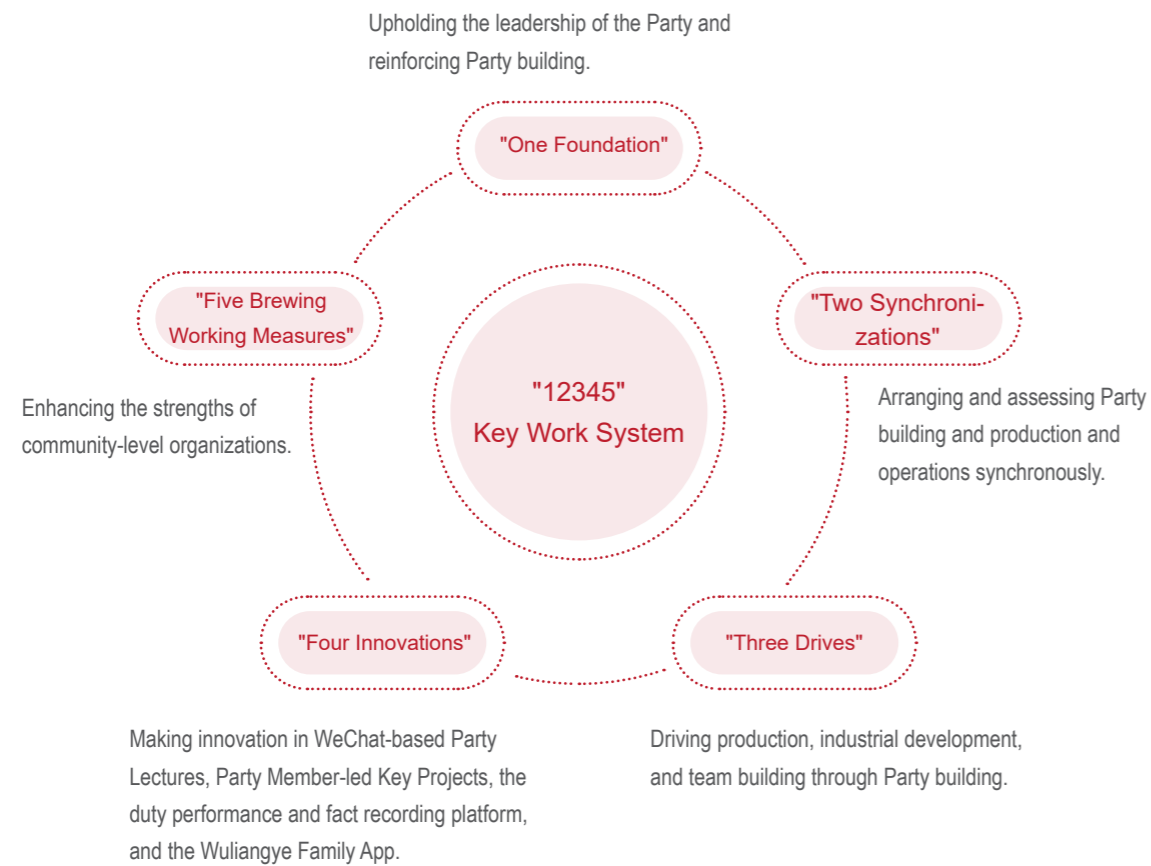 Upholding the leadership of the Party and
reinforcing Party building.
"One Foundation"
"Two Synchroni-
zations"
Arranging and assessing Party
building and production and
operations synchronously.
"Three Drives"
Driving production, industrial development,
and team building through Party building.
"Four Innovations"
Making innovation in WeChat-based Party
Lectures, Party Member-led Key Projects, the
duty performance and fact recording platform,
and the Wuliangye Family App.
"Five Brewing
Working Measures"
Enhancing the strengths of
community-level organizations.
"12345"
Key Work System